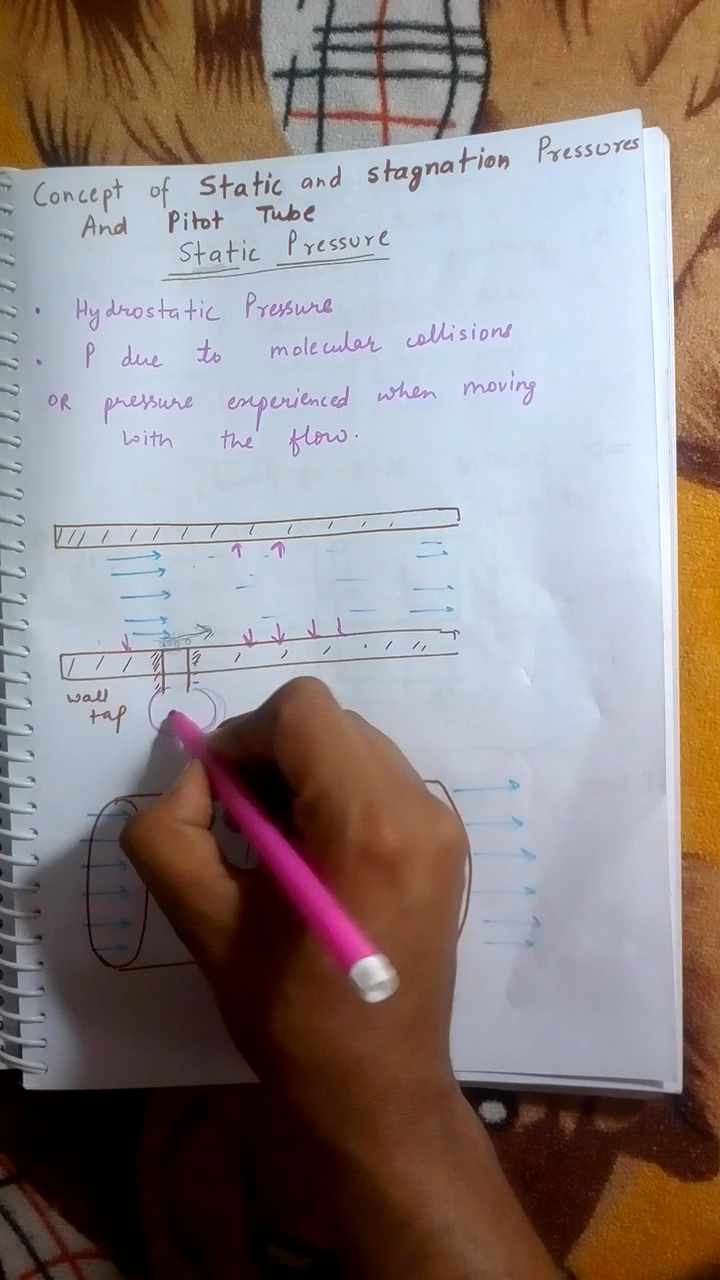 Concept of Static and stagnation Pressures
And Pitot Tube
Static Pressure
• Hydrostatic Pressure
• P due to molecular collisions
OR pressure experienced when moving
with the flow.
wall
tap